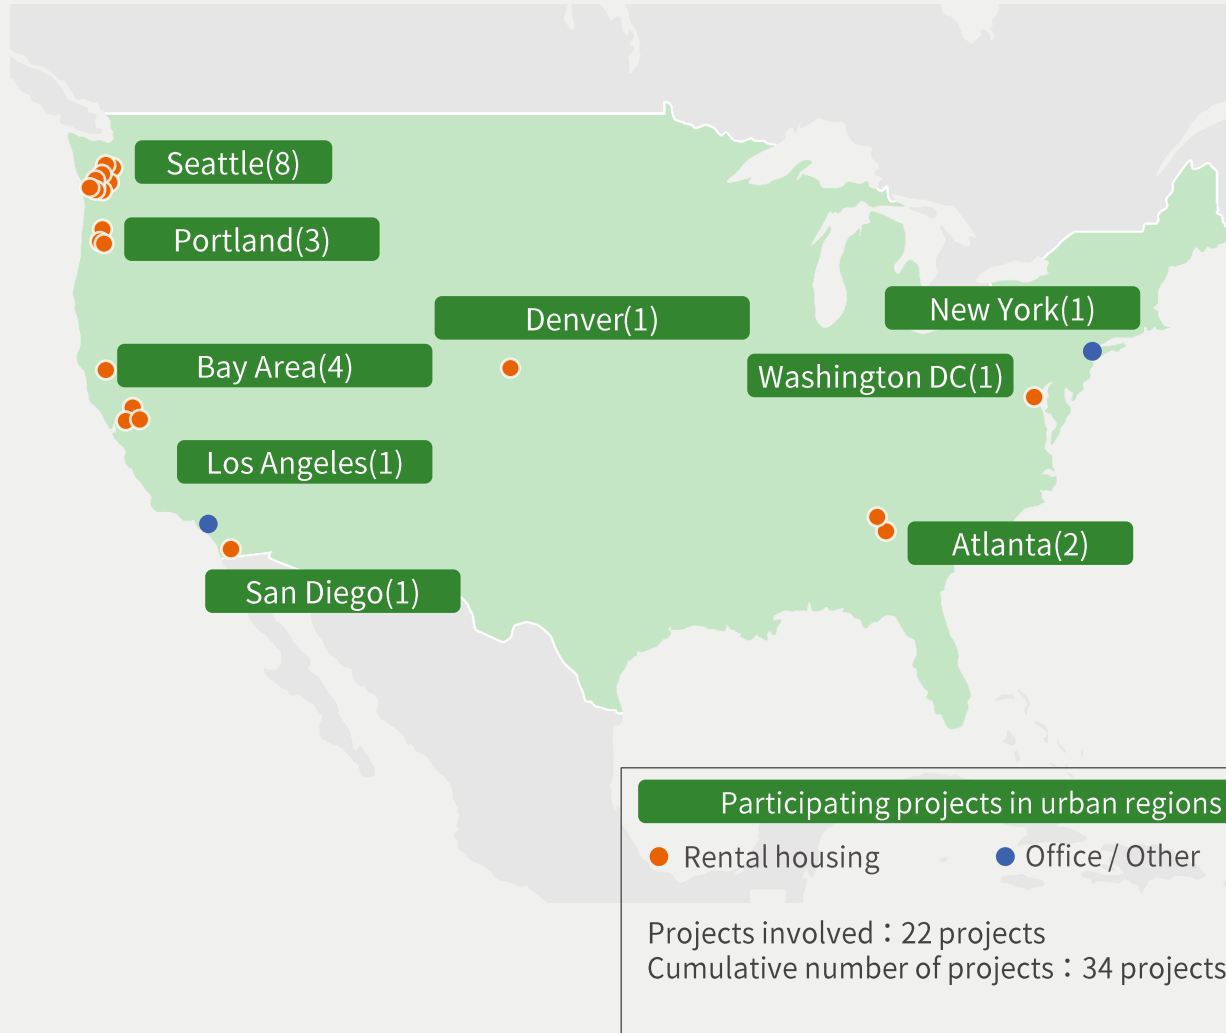 Seattle(8)
Portland(3)
Denver(1)
New York(1)
Bay Area(4)
Washington DC(1)
Los Angeles(1)
Atlanta(2)
San Diego(1)
Participating projects in urban regions
Rental housing
Office / Other
Projects involved：22 projects
Cumulative number of projects：34 projects